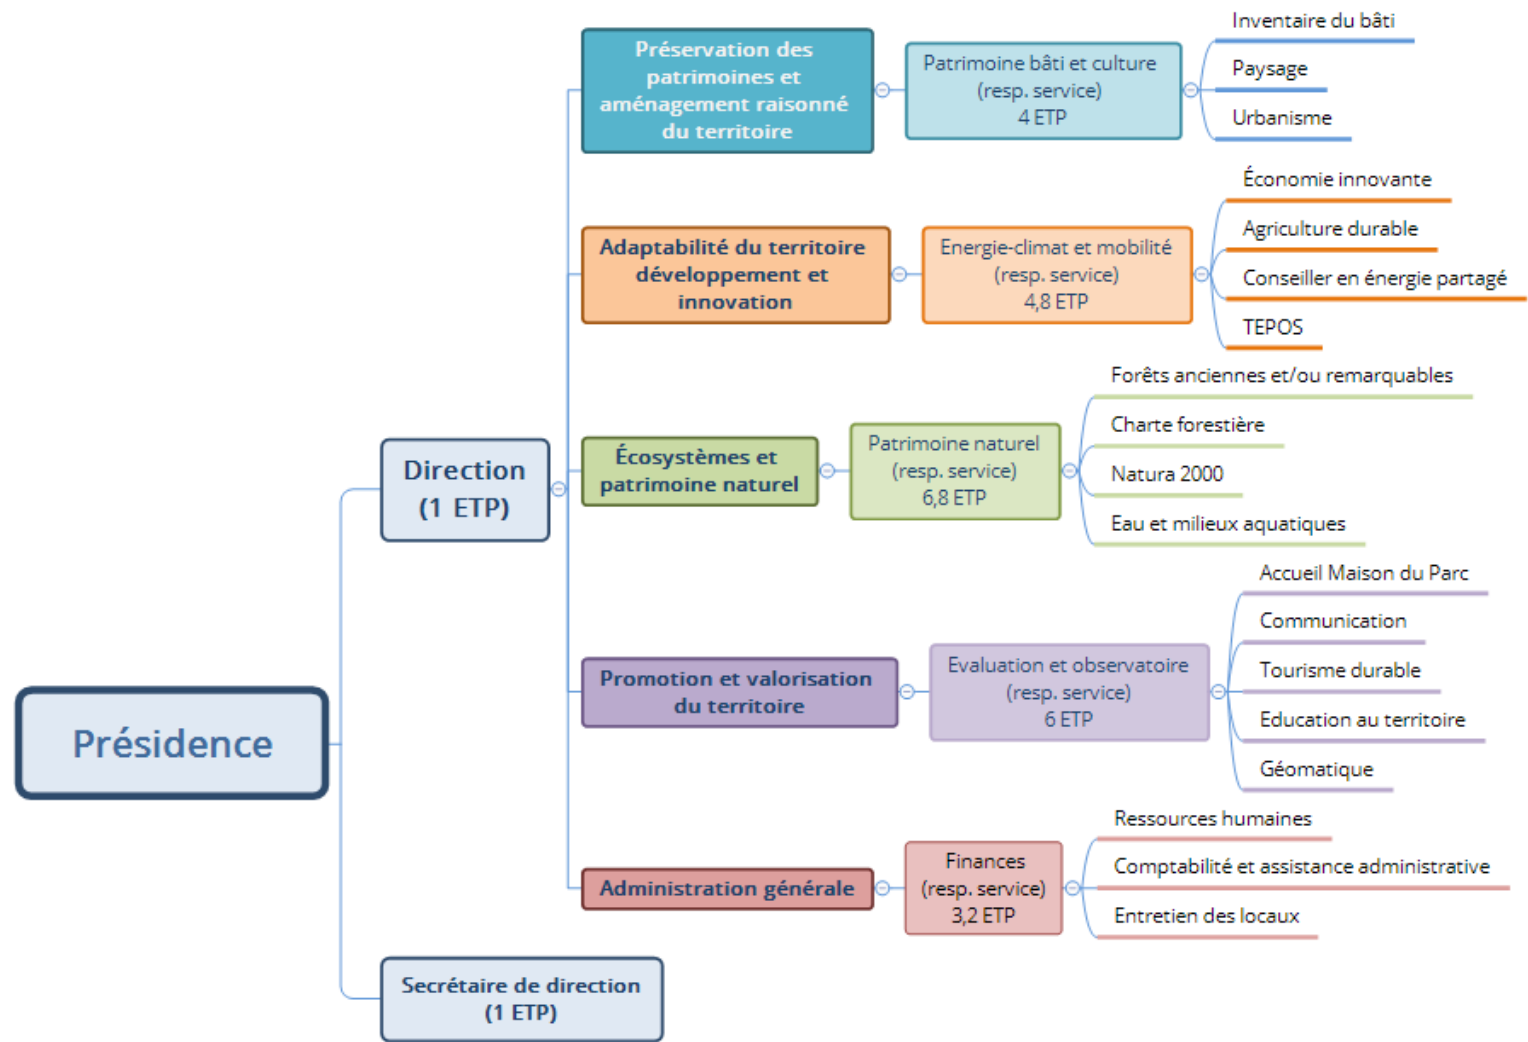 Présidence
Direction
(1 ETP)
Préservation des
patrimoines et
aménagement raisonné
du territoire
Patrimoine bâti et culture
(resp. service)
4 ETP
Inventaire du bâti
Paysage
Urbanisme
Adaptabilité du territoire
développement et
innovation
Energie-climat et mobilité
(resp. service)
4,8 ETP
Économie innovante
Agriculture durable
Conseiller en énergie partagé
TEPOS
Écosystèmes et
patrimoine naturel
Patrimoine naturel
(resp. service)
6,8 ETP
Forêts anciennes et/ou remarquables
Charte forestière
Natura 2000
Eau et milieux aquatiques
Promotion et valorisation
du territoire
Evaluation et observatoire
(resp. service)
6 ETP
Accueil Maison du Parc
Communication
Tourisme durable
Education au territoire
Géomatique
Administration générale
Finances
(resp. service)
3,2 ETP
Ressources humaines
Comptabilité et assistance administrative
Entretien des locaux
Secrétaire de direction
(1 ETP)